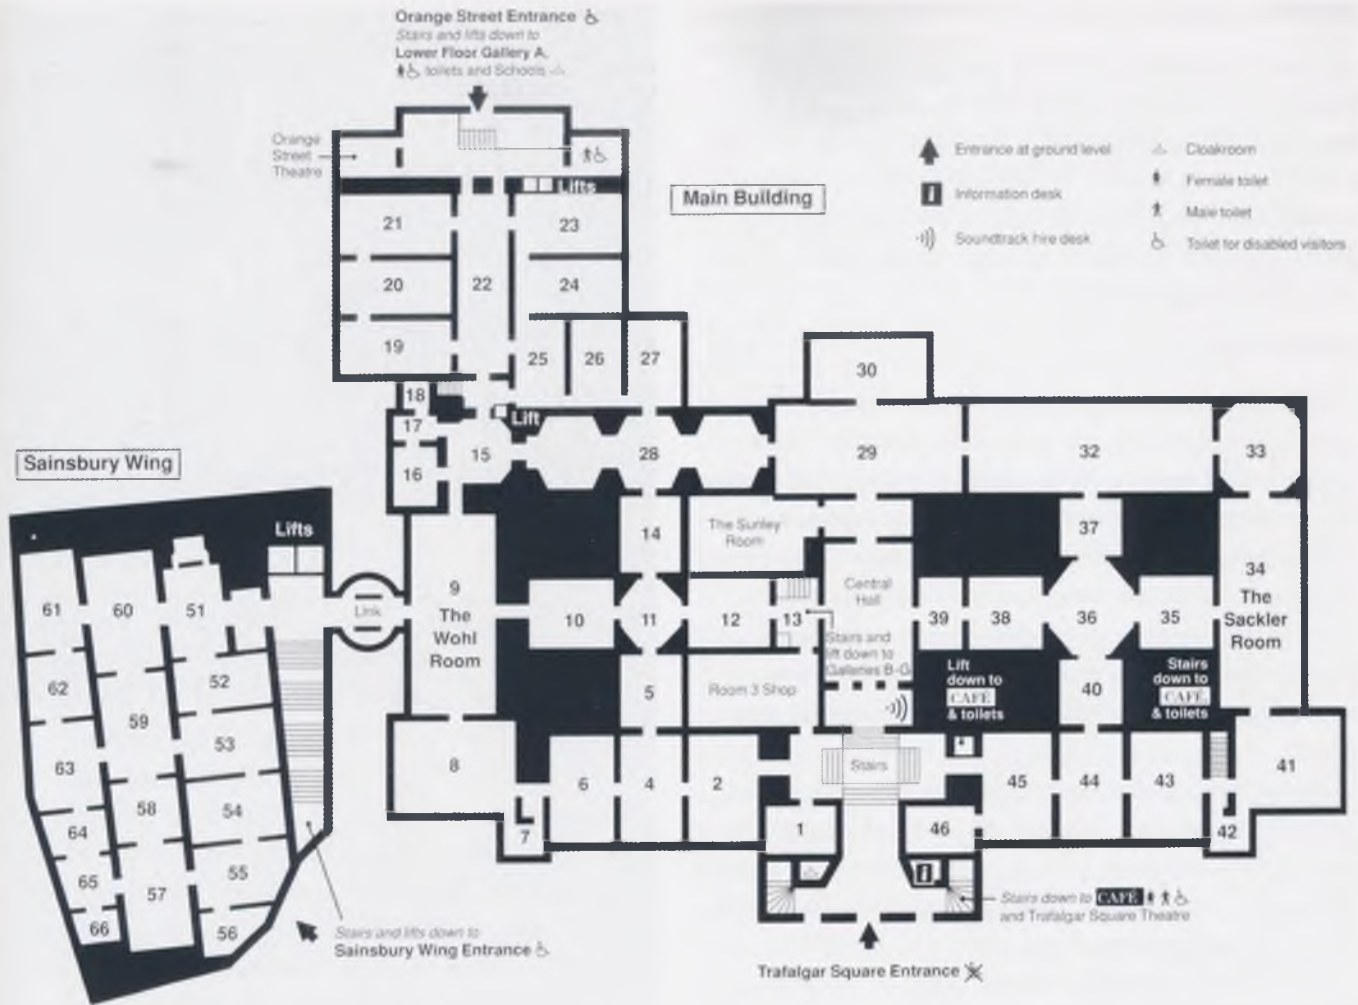 Orange Street Entrance
Stairs and lifts down to
Lower Floor Gallery A.
toilets and Schools
Orange
Street
Theatre
Lifts
Main Building
Entrance at ground level
Information desk
Soundtrack hire desk
Cloakroom
Female toilet
Male toilet
Toilet for disabled visitors
21
23
20
22
24
19
25
26
27
18
17
16
15
Lift
28
30
29
32
33
Sainsbury Wing
Lifts
Link
9
The
Wohl
Room
10
11
12
13
14
The Sunley
Room
Central
Hall
Stairs and
lift down to
Galleries B-G
37
39
38
36
35
34
The
Sackler
Room
5
Room 3 Shop
Lift
down to
CAFÉ
& toilets
40
Stairs
down to
CAFÉ
& toilets
8
7
6
4
2
Stairs
1
46
45
44
43
42
41
61
60
51
62
59
52
63
53
58
54
64
65
57
55
66
56
i
Stairs and lifts down to
Sainsbury Wing Entrance
Stairs down to CAFÉ
and Trafalgar Square Theatre
Trafalgar Square Entrance